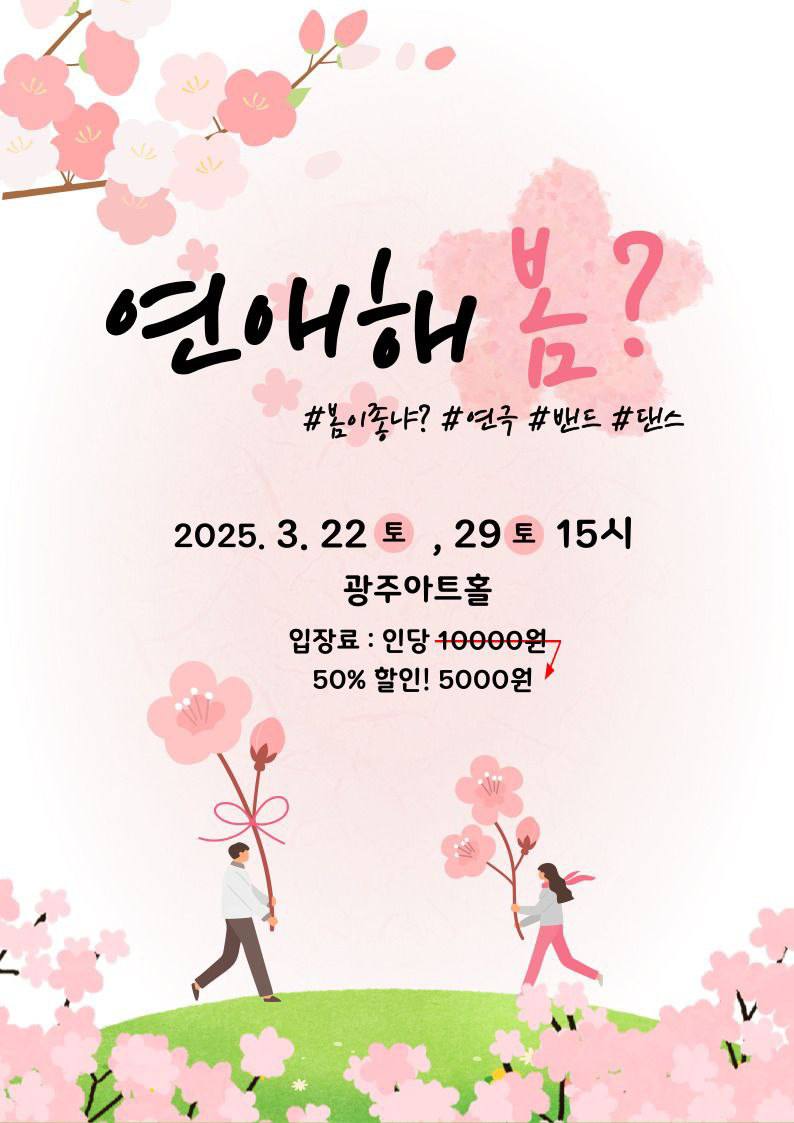 연애해 봄?
#봄이좋냐? #연극 #밴드 #댄스
2025. 3. 22 토 , 29 토 15시
광주아트홀
입장료 : 인당 10000원
50% 할인! 5000원